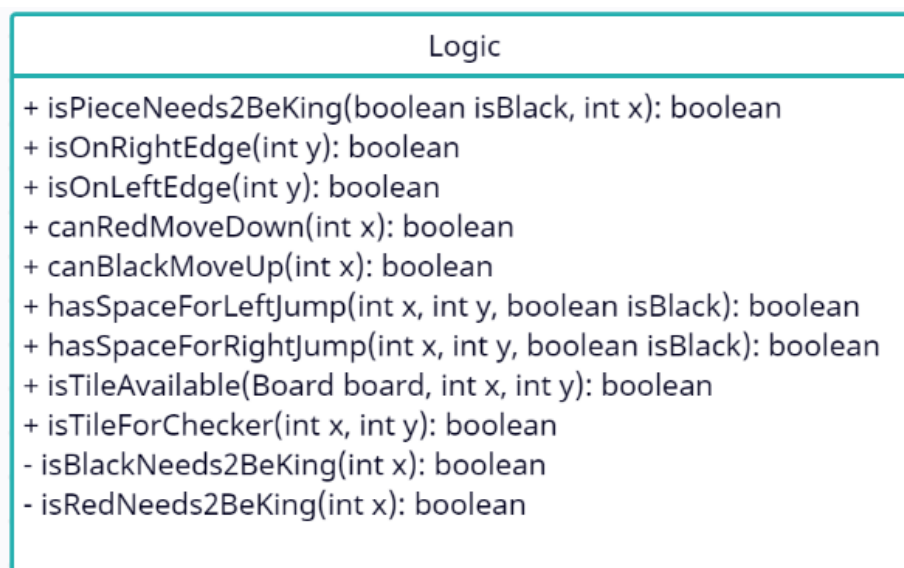 Logic
+ isPieceNeeds2BeKing(boolean isBlack, int x): boolean
+ isOnRightEdge(int y): boolean
+ isOnLeftEdge(int y): boolean
+ canRedMoveDown(int x): boolean
+ canBlackMoveUp(int x): boolean
+ hasSpaceForLeftJump(int x, int y, boolean isBlack): boolean
+ hasSpaceForRightJump(int x, int y, boolean isBlack): boolean
+ isTileAvailable(Board board, int x, int y): boolean
+ isTileForChecker(int x, int y): boolean
- isBlackNeeds2BeKing(int x): boolean
- isRedNeeds2BeKing(int x): boolean